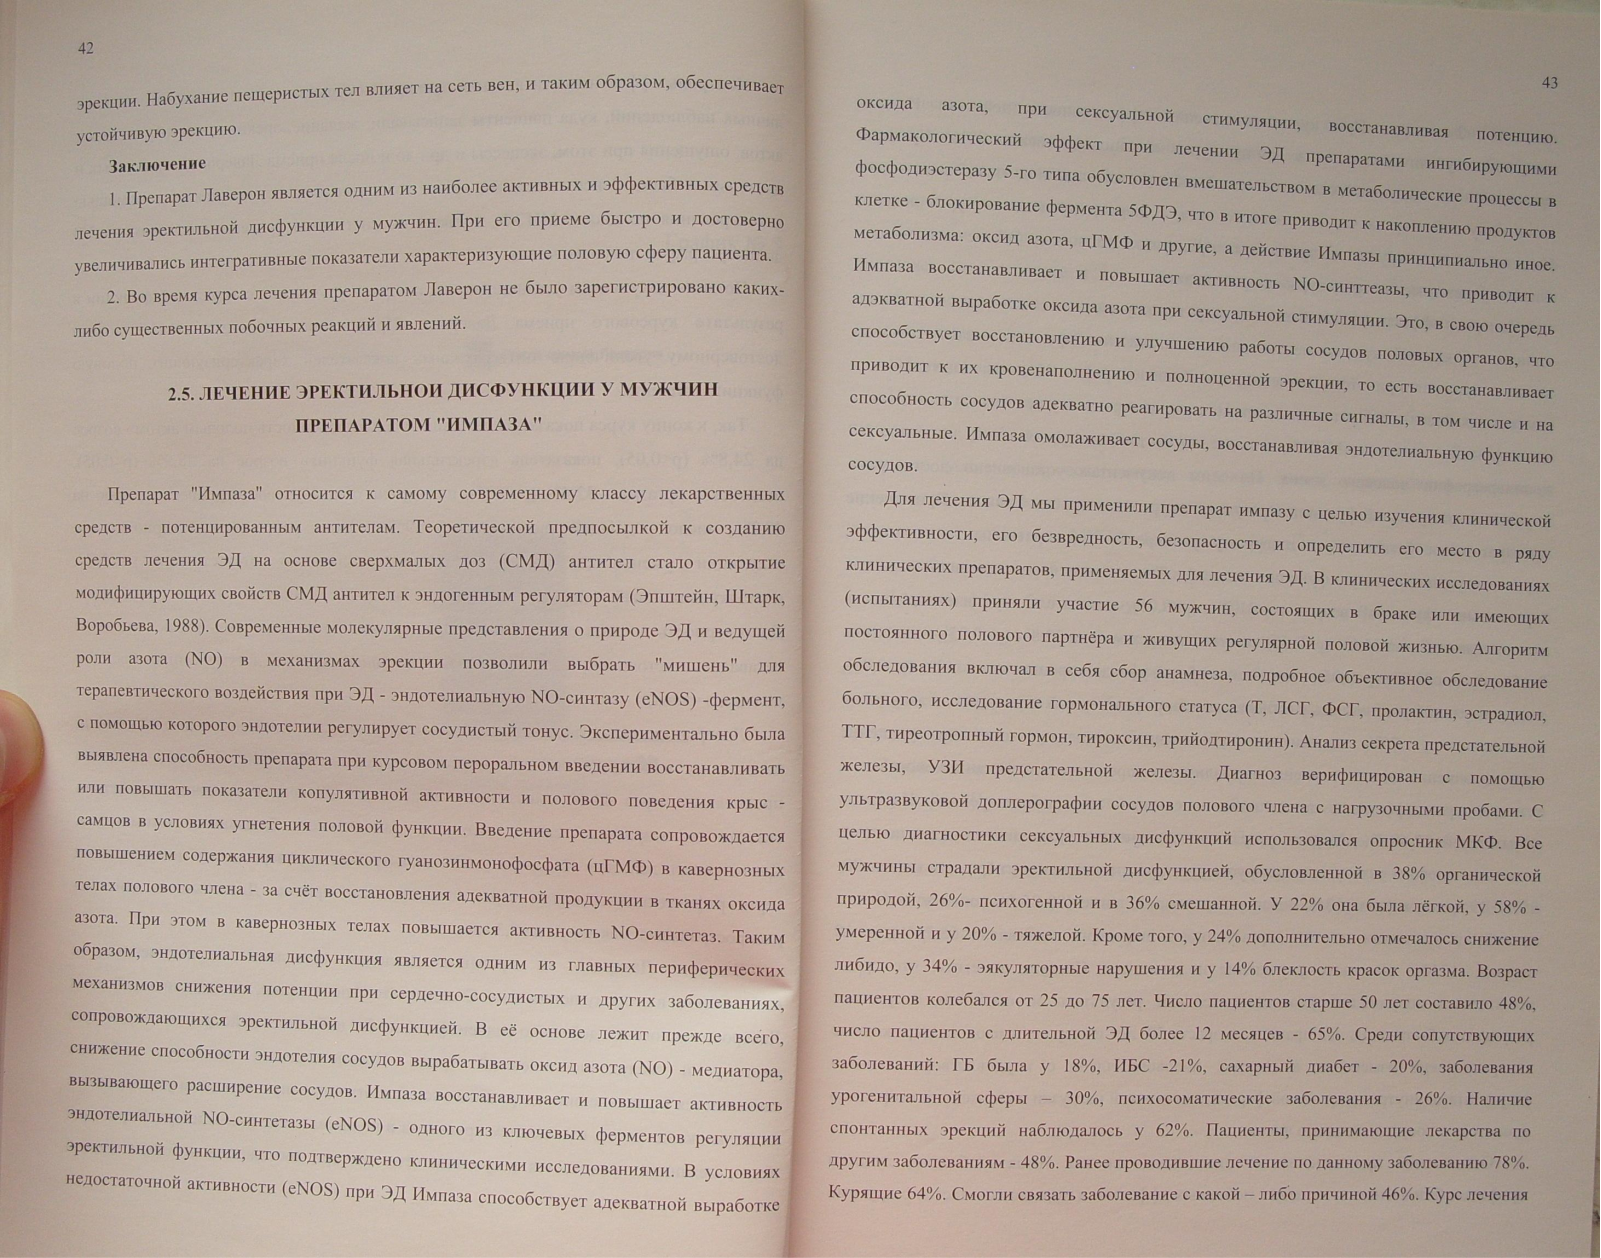 42
эрекции. Набухание пещеристых тел влияет на сеть вен, и таким образом, обеспечивает
устойчивую эрекцию.
Заключение
1. Препарат Лаверон является одним из наиболее активных и эффективных средств
лечения эректильной дисфункции у мужчин. При его приеме быстро и достоверно
увеличивались интегративные показатели характеризующие половую сферу пациента.
2. Во время курса лечения препаратом Лаверон не было зарегистрировано каких-
либо существенных побочных реакций и явлений.
2.5. ЛЕЧЕНИЕ ЭРЕКТИЛЬНОИ ДИСФУНКЦИИ У МУЖЧИН
ПРЕПАРАТОМ "ИМПАЗА"
Препарат "Импаза" относится к самому современному классу лекарственных
средств - потенцированным антителам. Теоретической предпосылкой к созданию
средств лечения ЭД на основе сверхмалых доз (СМД) антител стало открытие
модифицирующих свойств СМД антител к эндогенным регуляторам (Эпштейн, Штарк,
Воробьева, 1988). Современные молекулярные представления о природе ЭД и ведущей
роли азота (NO) в механизмах эрекции позволили выбрать "мишень" для
терапевтического воздействия при ЭД - эндотелиальную NO-синтазу (eNOS) -фермент,
с помощью которого эндотелии регулирует сосудистый тонус. Экспериментально была
выявлена способность препарата при курсовом пероральном введении восстанавливать
или повышать показатели копулятивной активности и полового поведения крыс -
самцов в условиях угнетения половой функции. Введение препарата сопровождается
повышением содержания циклического гуанозинмонофосфата (цГМФ) в кавернозных
телах полового члена - за счёт восстановления адекватной продукции в тканях оксида
азота. При этом в кавернозных телах повышается активность NO-синтетаз. Таким
образом, эндотелиальная дисфункция является одним из главных периферических
механизмов снижения потенции при сердечно-сосудистых и других заболеваниях,
сопровождающихся эректильной дисфункцией. В её основе лежит прежде всего,
снижение способности эндотелия сосудов вырабатывать оксид азота (NO) - медиатора,
вызывающего расширение сосудов. Импаза восстанавливает и повышает активность
эндотелиальной NO-синтетазы (eNOS) - одного из ключевых ферментов регуляции
эректильной функции, что подтверждено клиническими исследованиями. В условиях
недостаточной активности (eNOS) при ЭД Импаза способствует адекватной выработке
43
оксида азота, при сексуальной стимуляции, восстанавливая потенцию.
Фармакологический эффект при лечении ЭД препаратами ингибирующими
фосфодиэстеразу 5-го типа обусловлен вмешательством в метаболические процессы в
клетке - блокирование фермента 5ФДЭ, что в итоге приводит к накоплению продуктов
метаболизма: оксид азота, цГМФ и другие, а действие Импазы принципиально иное.
Импаза восстанавливает и повышает активность NO-синттеазы, что приводит к
адэкватной выработке оксида азота при сексуальной стимуляции. Это, в свою очередь
способствует восстановлению и улучшению работы сосудов половых органов, что
приводит к их кровенаполнению и полноценной эрекции, то есть восстанавливает
способность сосудов адекватно реагировать на различные сигналы, в том числе и на
сексуальные. Импаза омолаживает сосуды, восстанавливая эндотелиальную функцию
сосудов.
Для лечения ЭД мы применили препарат импазу с целью изучения клинической
эффективности, его безвредность, безопасность и определить его место в ряду
клинических препаратов, применяемых для лечения ЭД. В клинических исследованиях
(испытаниях) приняли участие 56 мужчин, состоящих в браке или имеющих
постоянного полового партнёра и живущих регулярной половой жизнью. Алгоритм
обследования включал в себя сбор анамнеза, подробное объективное обследование
больного, исследование гормонального статуса (Т, ЛСГ, ФСГ, пролактин, эстрадиол,
ТТГ, тиреотропный гормон, тироксин, трийодтиронин). Анализ секрета предстательной
железы, УЗИ предстательной железы. Диагноз верифицирован с помощью
ультразвуковой доплерографии сосудов полового члена с нагрузочными пробами. С
целью диагностики сексуальных дисфункций использовался опросник МКФ. Все
мужчины страдали эректильной дисфункцией, обусловленной в 38% органической
природой, 26%- психогенной и в 36% смешанной. У 22% она была лёгкой, у 58% -
умеренной и у 20% - тяжелой. Кроме того, у 24% дополнительно отмечалось снижение
либидо, у 34% - эякуляторные нарушения и у 14% блеклость красок оргазма. Возраст
пациентов колебался от 25 до 75 лет. Число пациентов старше 50 лет составило 48%,
число пациентов с длительной ЭД более 12 месяцев - 65%. Среди сопутствующих
заболеваний: ГБ была у 18%, ИБС -21%, сахарный диабет - 20%, заболевания
урогенитальной сферы – 30%, психосоматические заболевания - 26%. Наличие
спонтанных эрекций наблюдалось у 62%. Пациенты, принимающие лекарства по
другим заболеваниям - 48%. Ранее проводившие лечение по данному заболеванию 78%.
Курящие 64%. Смогли связать заболевание с какой – либо причиной 46%. Курс лечения